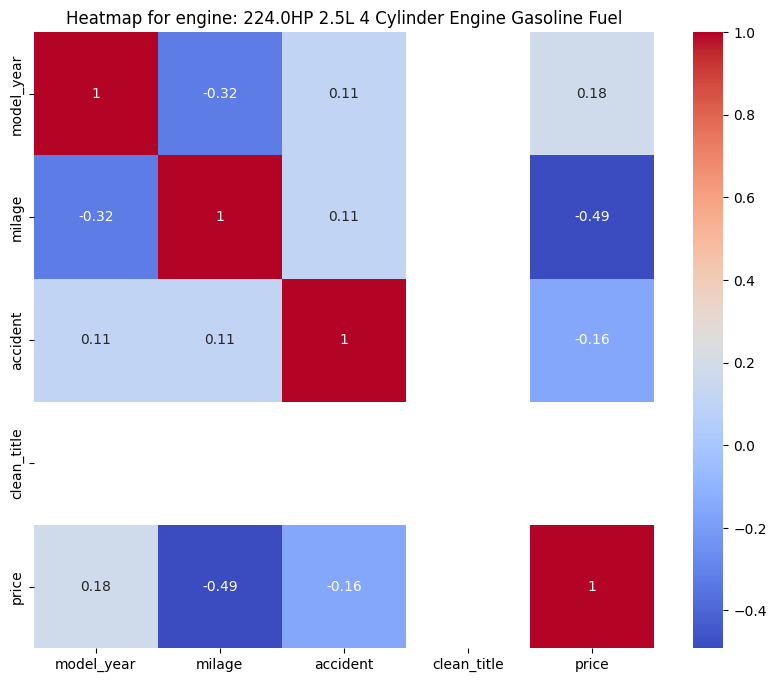 Heatmap for engine: 224.0HP 2.5L 4 Cylinder Engine Gasoline Fuel
model_year
1
-0.32
0.11
0.18
milage
-0.32
1
0.11
-0.49
accident
0.11
0.11
1
-0.16
clean_title
price
0.18
-0.49
-0.16
1
model_year
milage
accident
clean_title
price
1.0
0.8
0.6
0.4
0.2
0.0
−0.2
−0.4